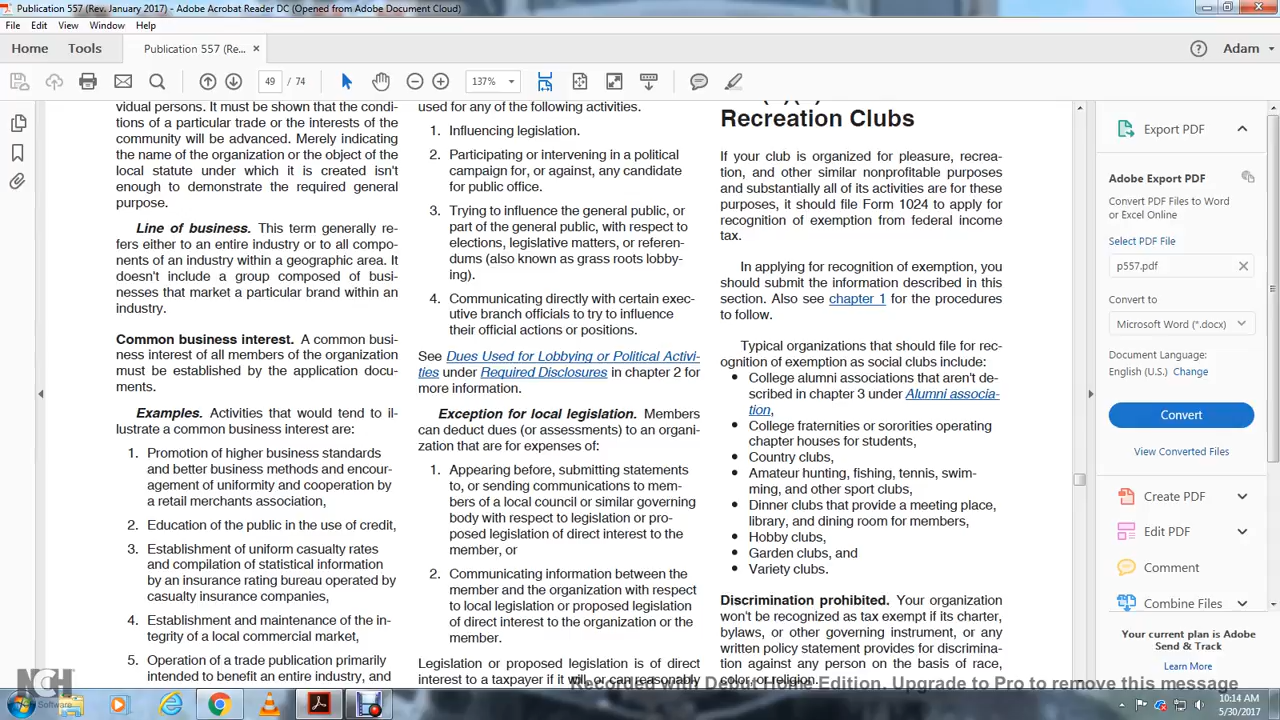 Publication 557 (Rev. January 2017) - Adobe Acrobat Reader DC (Opened from Adobe Document Cloud)
File Edit View Window Help
Home Tools Publication 557 (Re... × Adam
49 / 74 137%
vidual persons. It must be shown that the condi-
tions of a particular trade or the interests of the
community will be advanced. Merely indicating
the name of the organization or the object of the
local statute under which it is created isn't
enough to demonstrate the required general
purpose.
Line of business. This term generally re-
fers either to an entire industry or to all compo-
nents of an industry within a geographic area. It
doesn't include a group composed of busi-
nesses that market a particular brand within an
industry.
Common business interest. A common busi-
ness interest of all members of the organization
must be established by the application docu-
ments.
Examples. Activities that would tend to il-
lustrate a common business interest are:
1. Promotion of higher business standards
and better business methods and encour-
agement of uniformity and cooperation by
a retail merchants association,
2. Education of the public in the use of credit,
3. Establishment of uniform casualty rates
and compilation of statistical information
by an insurance rating bureau operated by
casualty insurance companies,
4. Establishment and maintenance of the in-
tegrity of a local commercial market,
5. Operation of a trade publication primarily
intended to benefit an entire industry, and
used for any of the following activities.
1. Influencing legislation.
2. Participating or intervening in a political
campaign for, or against, any candidate
for public office.
3. Trying to influence the general public, or
part of the general public, with respect to
elections, legislative matters, or referen-
dums (also known as grass roots lobby-
ing).
4. Communicating directly with certain exec-
utive branch officials to try to influence
their official actions or positions.
See Dues Used for Lobbying or Political Activi-
ties under Required Disclosures in chapter 2 for
more information.
Exception for local legislation. Members
can deduct dues (or assessments) to an organi-
zation that are for expenses of:
1. Appearing before, submitting statements
to, or sending communications to mem-
bers of a local council or similar governing
body with respect to legislation or pro-
posed legislation of direct interest to the
member, or
2. Communicating information between the
member and the organization with respect
to local legislation or proposed legislation
of direct interest to the organization or the
member.
Legislation or proposed legislation is of direct
interest to a taxpayer if it will, or can reasonably
Recreation Clubs
If your club is organized for pleasure, recrea-
tion, and other similar nonprofitable purposes
and substantially all of its activities are for these
purposes, it should file Form 1024 to apply for
recognition of exemption from federal income
tax.
In applying for recognition of exemption, you
should submit the information described in this
section. Also see chapter 1 for the procedures
to follow.
Typical organizations that should file for rec-
ognition of exemption as social clubs include:
• College alumni associations that aren't de-
scribed in chapter 3 under Alumni associa-
tion,
• College fraternities or sororities operating
chapter houses for students,
• Country clubs,
• Amateur hunting, fishing, tennis, swim-
ming, and other sport clubs,
• Dinner clubs that provide a meeting place,
library, and dining room for members,
• Hobby clubs,
• Garden clubs, and
• Variety clubs.
Discrimination prohibited. Your organization
won't be recognized as tax exempt if its charter,
bylaws, or other governing instrument, or any
written policy statement provides for discrimina-
tion against any person on the basis of race,
color, or religion.
Export PDF
Adobe Export PDF
Convert PDF Files to Word
or Excel Online
Select PDF File
p557.pdf
Convert to
Microsoft Word (*.docx)
Document Language:
English (U.S.) Change
Convert
View Converted Files
Create PDF
Edit PDF
Comment
Combine Files
Your current plan is Adobe
Send & Track
Learn More
Recorded with Debut Home Edition. Upgrade to Pro to remove this message
NCH
NCH Software
10:14 AM
5/30/2017